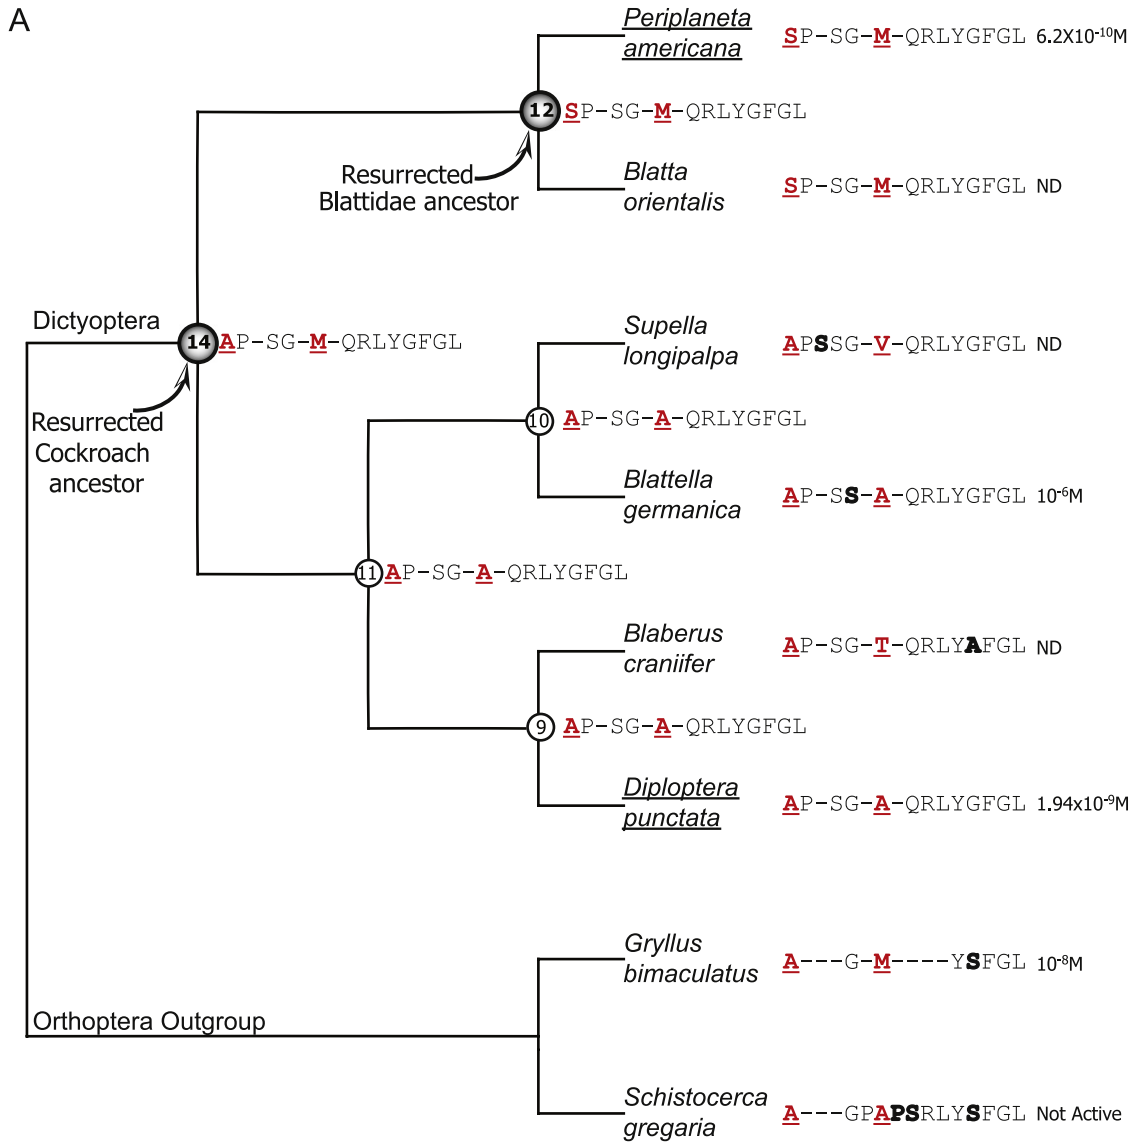 A
Periplaneta
americana
SP-SG-M-QRLYGFGL 6.2X10⁻¹⁰M
12 SP-SG-M-QRLYGFGL
Resurrected
Blattidae ancestor
Blatta
orientalis
SP-SG-M-QRLYGFGL ND
Dictyoptera
14 AP-SG-M-QRLYGFGL
Resurrected
Cockroach
ancestor
Supella
longipalpa
APSSG-V-QRLYGFGL ND
10 AP-SG-A-QRLYGFGL
Blattella
germanica
AP-SS-A-QRLYGFGL 10⁻⁶M
11 AP-SG-A-QRLYGFGL
Blaberus
craniifer
AP-SG-T-QRLYAFGL ND
9 AP-SG-A-QRLYGFGL
Diploptera
punctata
AP-SG-A-QRLYGFGL 1.94x10⁻⁹M
Gryllus
bimaculatus
A---G-M----YSFGL 10⁻⁸M
Orthoptera Outgroup
Schistocerca
gregaria
A---GPAPSRLYSFGL Not Active